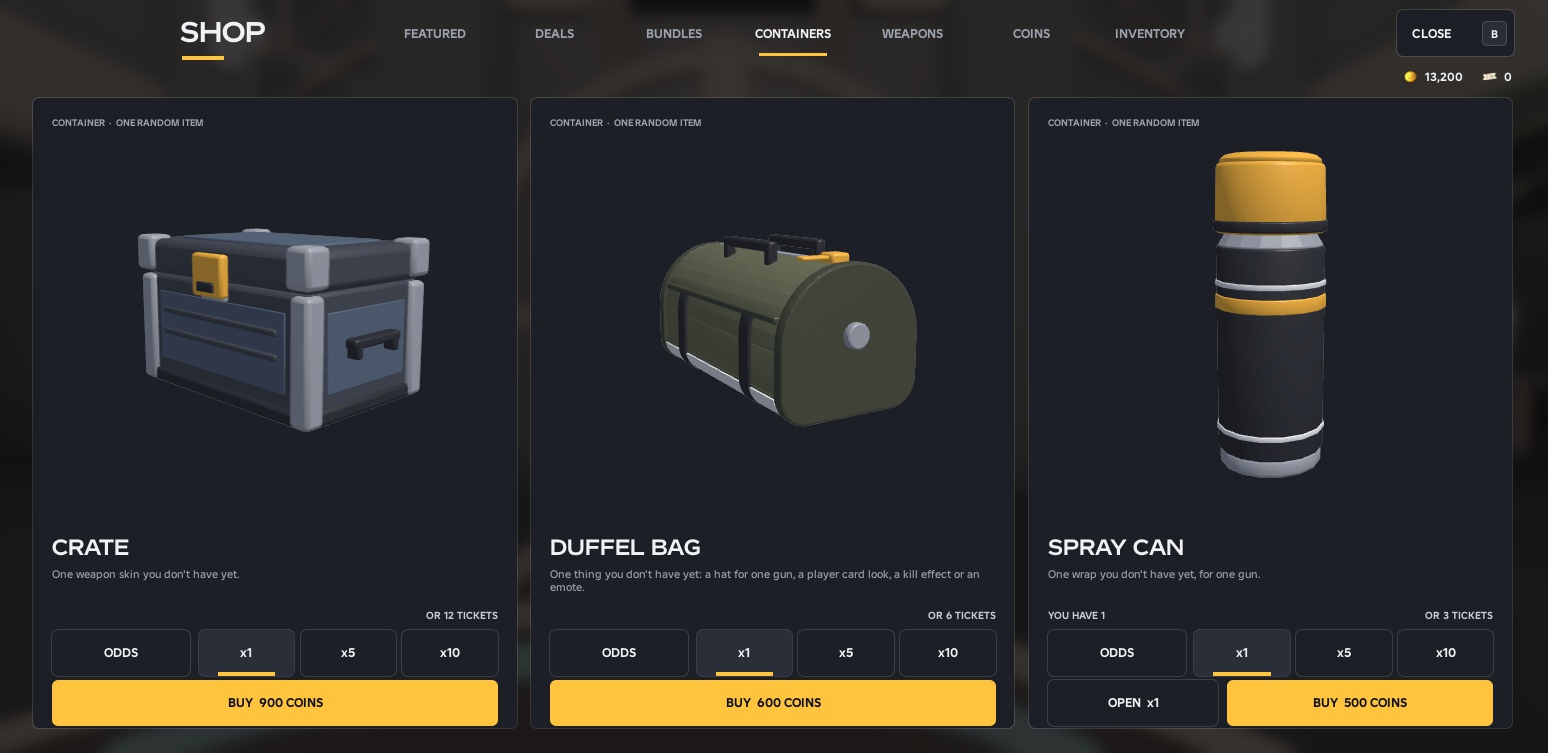 SHOP
FEATURED
DEALS
BUNDLES
CONTAINERS
WEAPONS
COINS
INVENTORY
CLOSE B
13,200 0
CONTAINER · ONE RANDOM ITEM
CRATE
One weapon skin you don't have yet.
OR 12 TICKETS
ODDS
x1
x5
x10
BUY 900 COINS
CONTAINER · ONE RANDOM ITEM
DUFFEL BAG
One thing you don't have yet: a hat for one gun, a player card look, a kill effect or an
emote.
OR 6 TICKETS
ODDS
x1
x5
x10
BUY 600 COINS
CONTAINER · ONE RANDOM ITEM
SPRAY CAN
One wrap you don't have yet, for one gun.
YOU HAVE 1
OR 3 TICKETS
ODDS
x1
x5
x10
OPEN x1
BUY 500 COINS